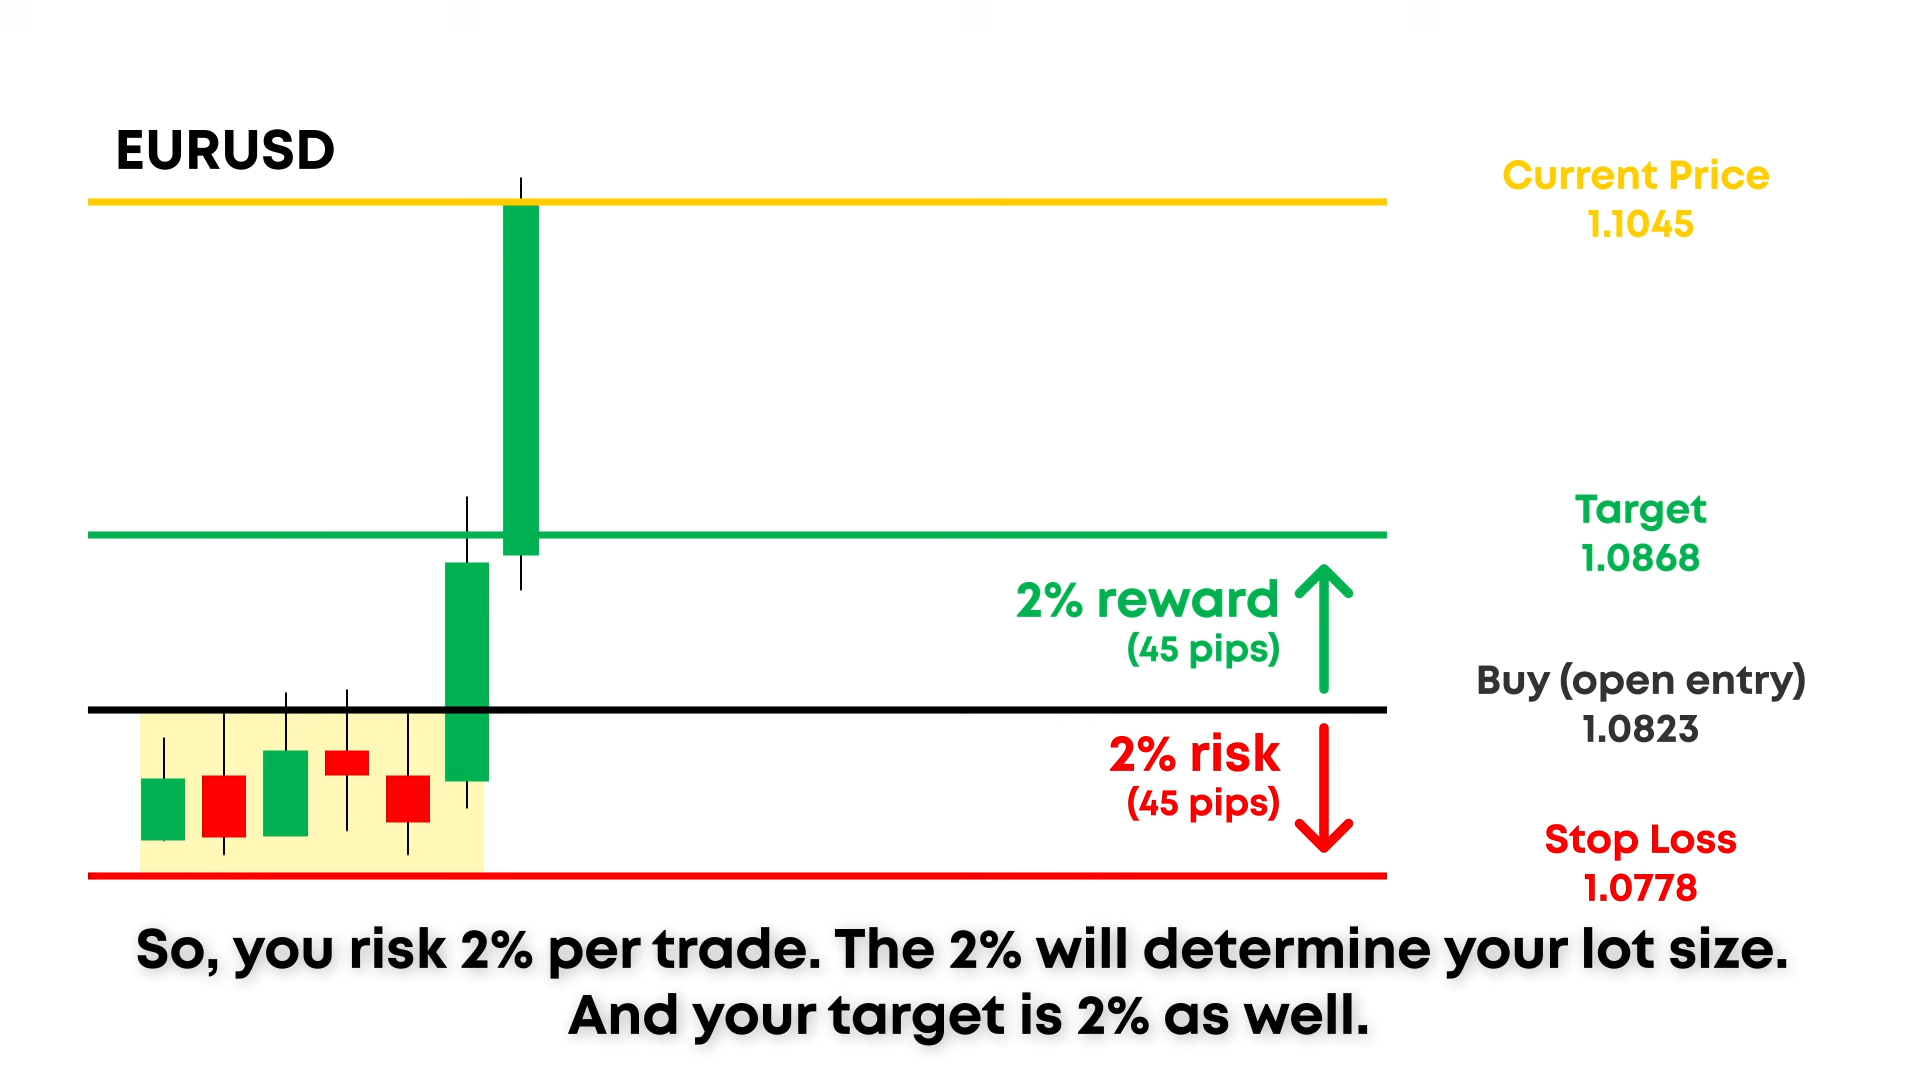 EURUSD
Current Price
1.1045
Target
1.0868
2% reward
(45 pips)
Buy (open entry)
1.0823
2% risk
(45 pips)
Stop Loss
1.0778
So, you risk 2% per trade. The 2% will determine your lot size.
And your target is 2% as well.